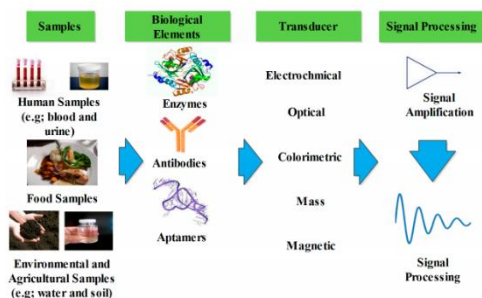 Samples
Biological
Elements
Transducer
Signal Processing
Human Samples
(e.g; blood and
urine)
Food Samples
Environmental and
Agricultural Samples
(e.g; water and soil)
Enzymes
Antibodies
Aptamers
Electrochmical
Optical
Colorimetric
Mass
Magnetic
Signal
Amplification
Signal
Processing